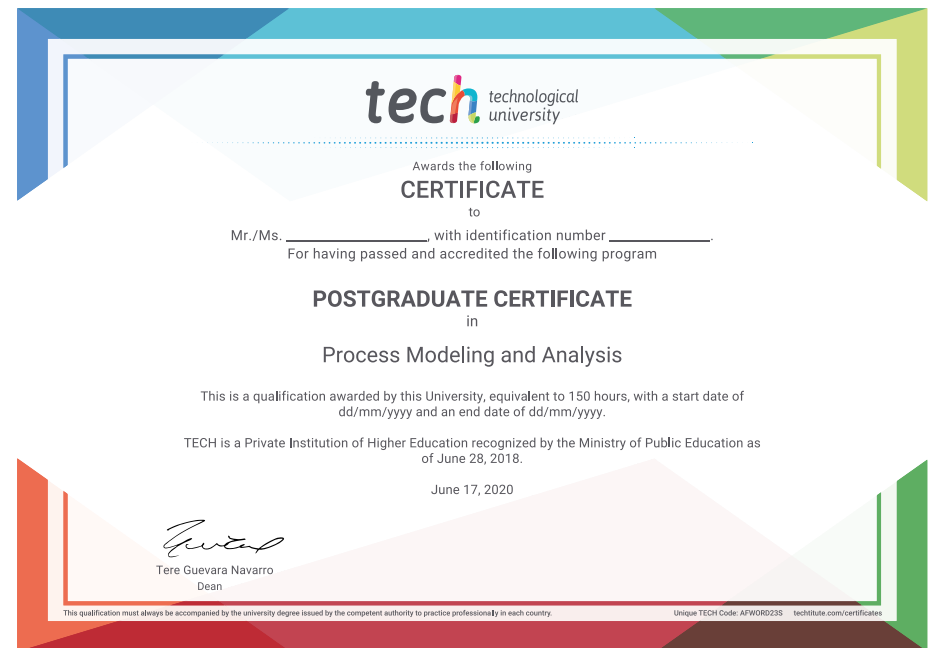 tech technological
university
Awards the following
CERTIFICATE
to
Mr./Ms. ____________________, with identification number ______________.
For having passed and accredited the following program
POSTGRADUATE CERTIFICATE
in
Process Modeling and Analysis
This is a qualification awarded by this University, equivalent to 150 hours, with a start date of
dd/mm/yyyy and an end date of dd/mm/yyyy.
TECH is a Private Institution of Higher Education recognized by the Ministry of Public Education as
of June 28, 2018.
June 17, 2020
Tere Guevara Navarro
Dean
This qualification must always be accompanied by the university degree issued by the competent authority to practice professionally in each country.
Unique TECH Code: AFWORD23S techtitute.com/certificates